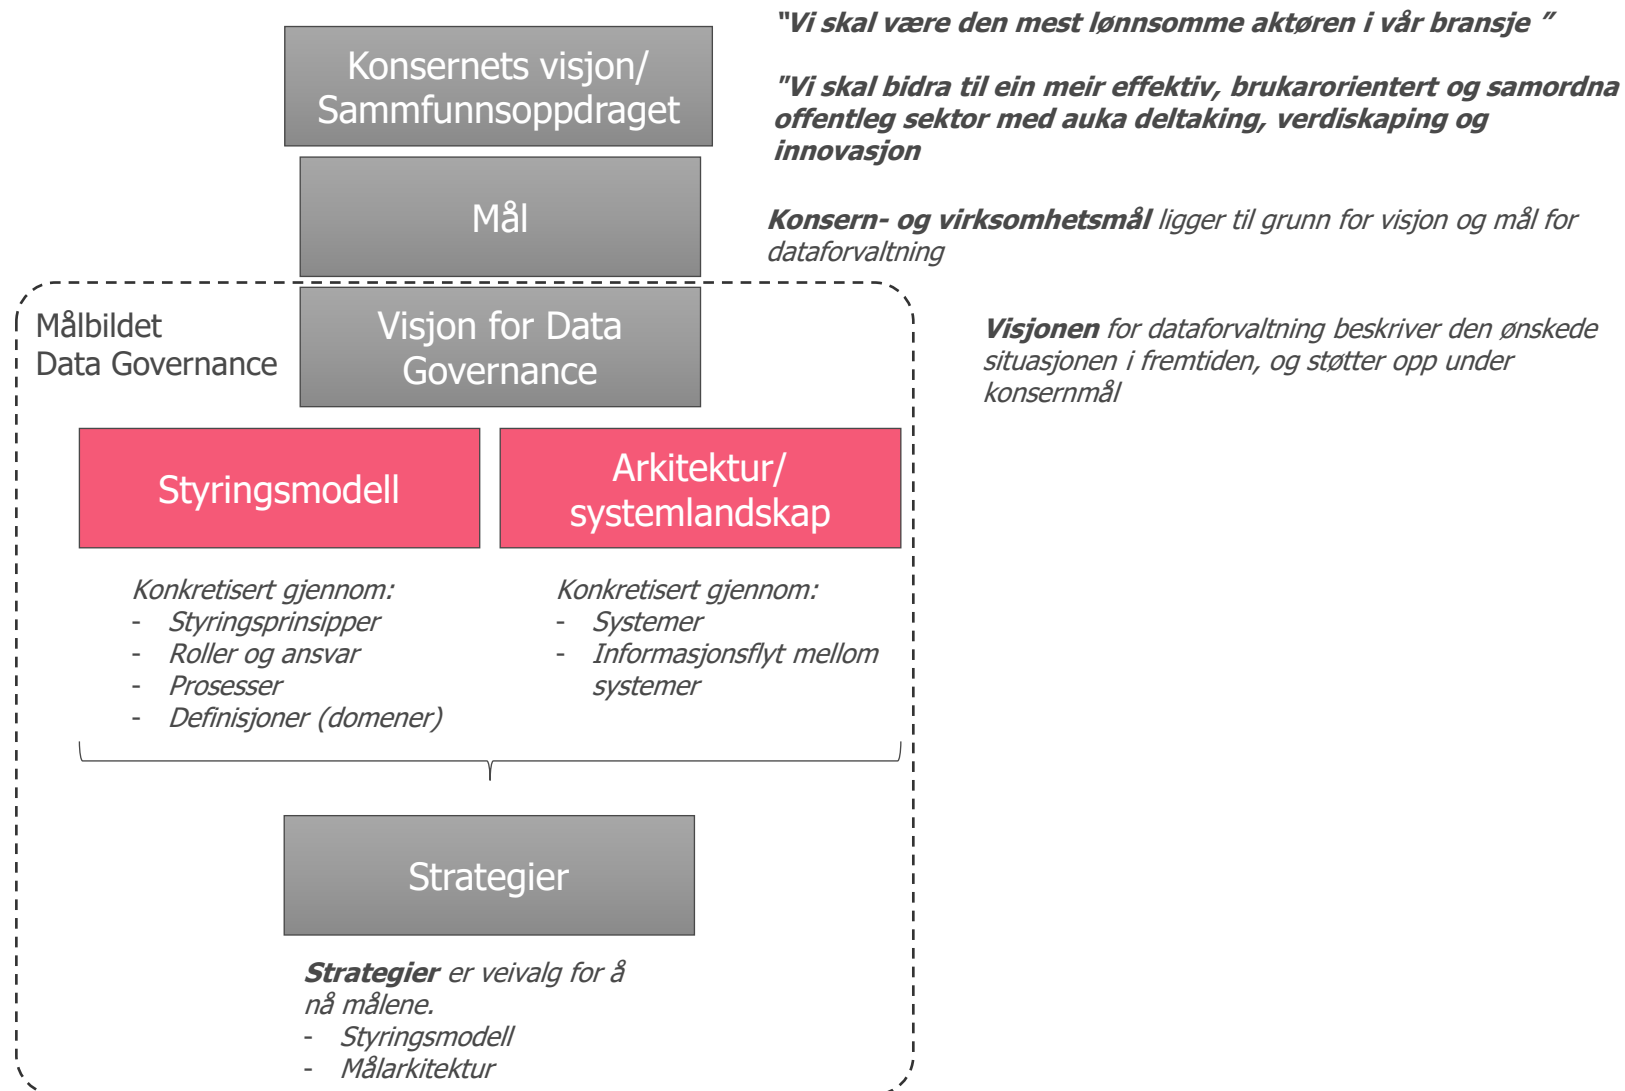 Konsernets visjon/
Sammfunnsoppdraget
“Vi skal være den mest lønnsomme aktøren i vår bransje ”
"Vi skal bidra til ein meir effektiv, brukarorientert og samordna
offentleg sektor med auka deltaking, verdiskaping og
innovasjon
Mål
Konsern- og virksomhetsmål ligger til grunn for visjon og mål for
dataforvaltning
Målbildet
Data Governance
Visjon for Data
Governance
Visjonen for dataforvaltning beskriver den ønskede
situasjonen i fremtiden, og støtter opp under
konsernmål
Styringsmodell
Arkitektur/
systemlandskap
Konkretisert gjennom:
- Styringsprinsipper
- Roller og ansvar
- Prosesser
- Definisjoner (domener)
Konkretisert gjennom:
- Systemer
- Informasjonsflyt mellom
systemer
Strategier
Strategier er veivalg for å
nå målene.
- Styringsmodell
- Målarkitektur